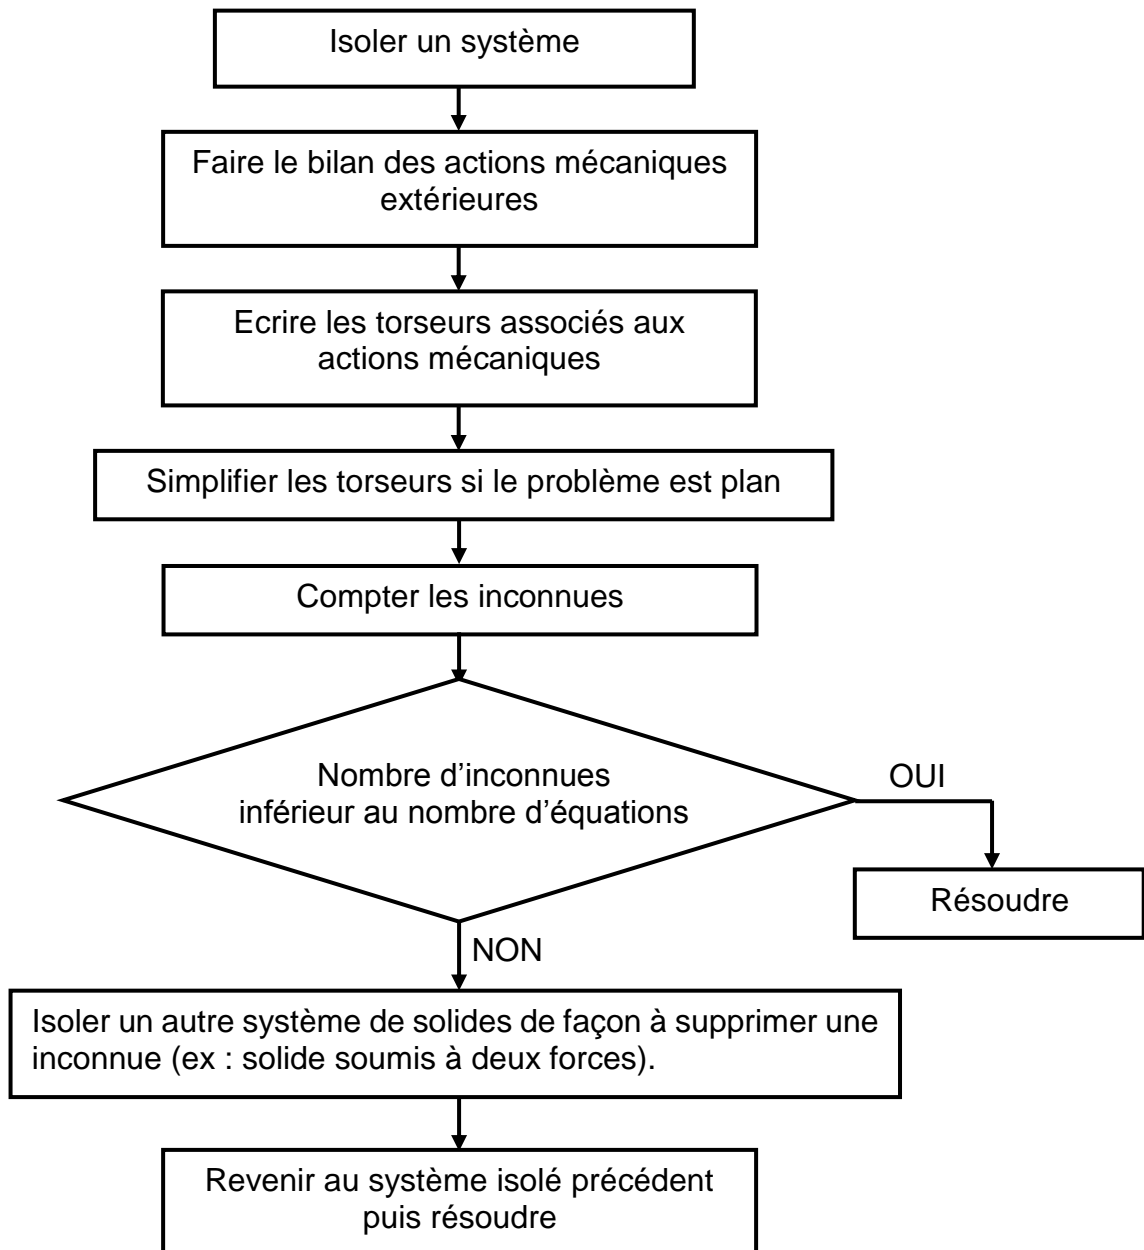 Isoler un système
Faire le bilan des actions mécaniques
extérieures
Ecrire les torseurs associés aux
actions mécaniques
Simplifier les torseurs si le problème est plan
Compter les inconnues
Nombre d’inconnues
inférieur au nombre d’équations
OUI
Résoudre
NON
Isoler un autre système de solides de façon à supprimer une
inconnue (ex : solide soumis à deux forces).
Revenir au système isolé précédent
puis résoudre